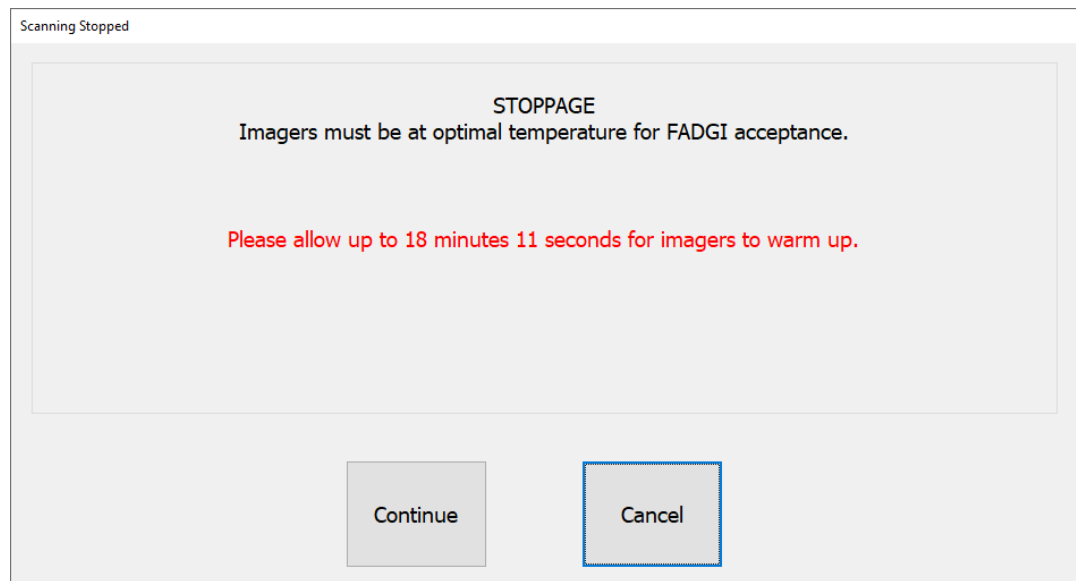 Scanning Stopped
STOPPAGE
Imagers must be at optimal temperature for FADGI acceptance.
Please allow up to 18 minutes 11 seconds for imagers to warm up.
Continue
Cancel